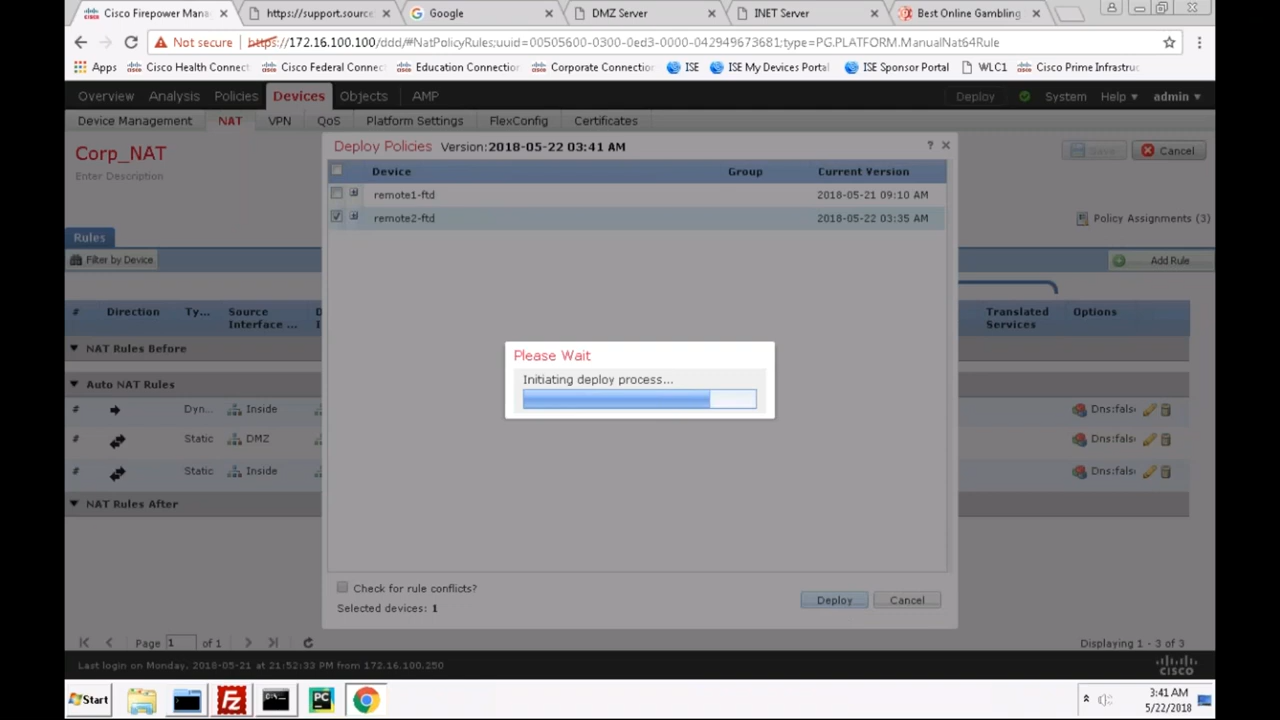 Cisco Firepower Mana
https://support.source
Google
DMZ Server
INET Server
Best Online Gambling
Not secure
https://172.16.100.100/ddd/#NatPolicyRules;uuid=00505600-0300-0ed3-0000-042949673681;type=PG.PLATFORM.ManualNat64Rule
Apps Cisco Health Connect Cisco Federal Connec Education Connection Corporate Connection ISE ISE My Devices Portal ISE Sponsor Portal WLC1 Cisco Prime Infrastruc
Overview Analysis Policies Devices Objects AMP Deploy System Help admin
Device Management NAT VPN QoS Platform Settings FlexConfig Certificates
Corp_NAT
Enter Description
Save Cancel
Policy Assignments (3)
Rules
Filter by Device
Add Rule
# Direction Ty... Source Interface ... D I Translated Services Options
NAT Rules Before
Auto NAT Rules
# Dyn... Inside Dns:fals
# Static DMZ Dns:fals
# Static Inside Dns:fals
NAT Rules After
Deploy Policies Version:2018-05-22 03:41 AM
? 
Device Group Current Version
remote1-ftd 2018-05-21 09:10 AM
remote2-ftd 2018-05-22 03:35 AM
Please Wait
Initiating deploy process...
Check for rule conflicts?
Selected devices: 1
Deploy Cancel
Page 1 of 1
Displaying 1 - 3 of 3
Last login on Monday, 2018-05-21 at 21:52:33 PM from 172.16.100.250
CISCO
Start
Fz
C:\
PC
3:41 AM
5/22/2018